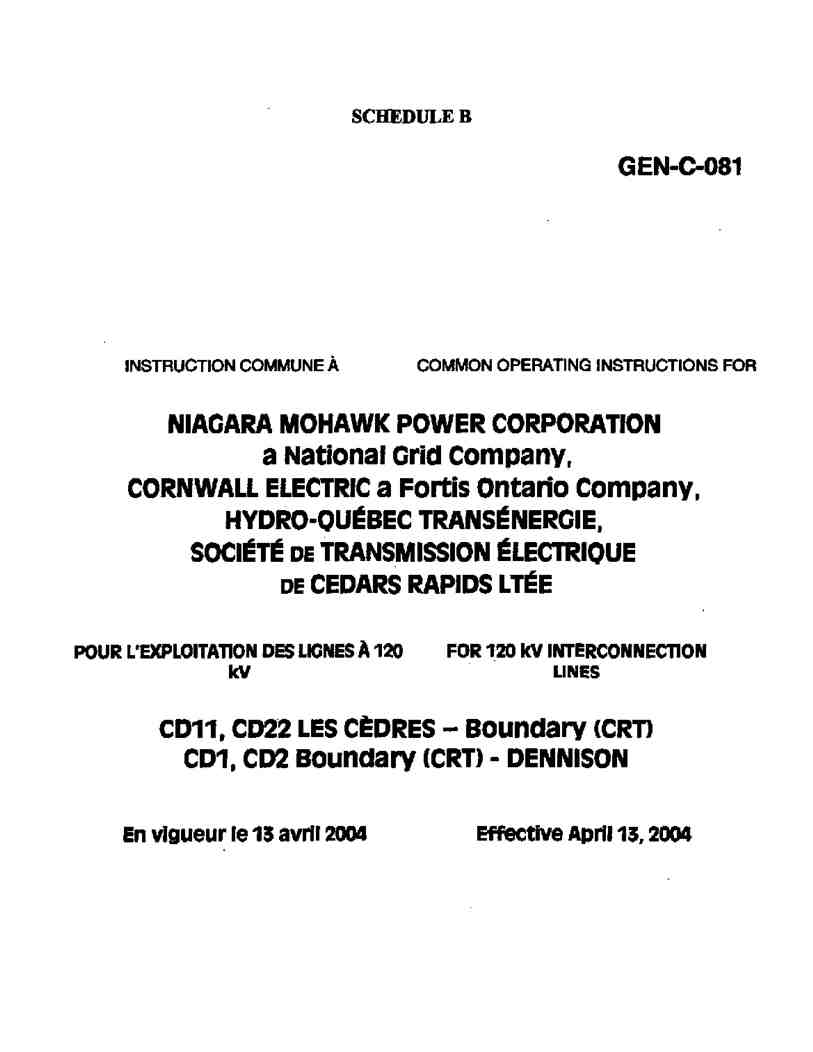 SCHEDULE B
GEN-C-081
INSTRUCTION COMMUNE À
COMMON OPERATING INSTRUCTIONS FOR
NIAGARA MOHAWK POWER CORPORATION
a National Grid Company,
CORNWALL ELECTRIC a Fortis Ontario Company,
HYDRO-QUÉBEC TRANSÉNERGIE,
SOCIÉTÉ DE TRANSMISSION ÉLECTRIQUE
DE CEDARS RAPIDS LTÉE
POUR L'EXPLOITATION DES LIGNES À 120
kV
FOR 120 kV INTERCONNECTION
LINES
CD11, CD22 LES CÈDRES – Boundary (CRT)
CD1, CD2 Boundary (CRT) - DENNISON
En vigueur le 13 avril 2004
Effective April 13, 2004